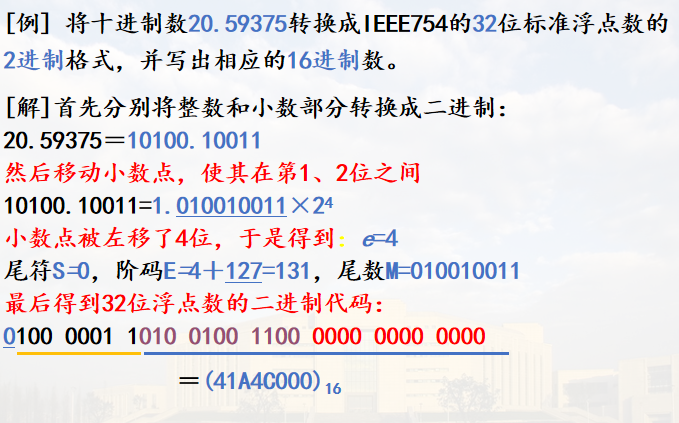 [例] 将十进制数20.59375转换成IEEE754的32位标准浮点数的
2进制格式，并写出相应的16进制数。
[解]首先分别将整数和小数部分转换成二进制：
20.59375＝10100.10011
然后移动小数点，使其在第1、2位之间
10100.10011=1.010010011×2⁴
小数点被左移了4位，于是得到：e=4
尾符S=0，阶码E=4＋127=131，尾数M=010010011
最后得到32位浮点数的二进制代码：
0100 0001 1010 0100 1100 0000 0000 0000
＝(41A4C000)₁₆